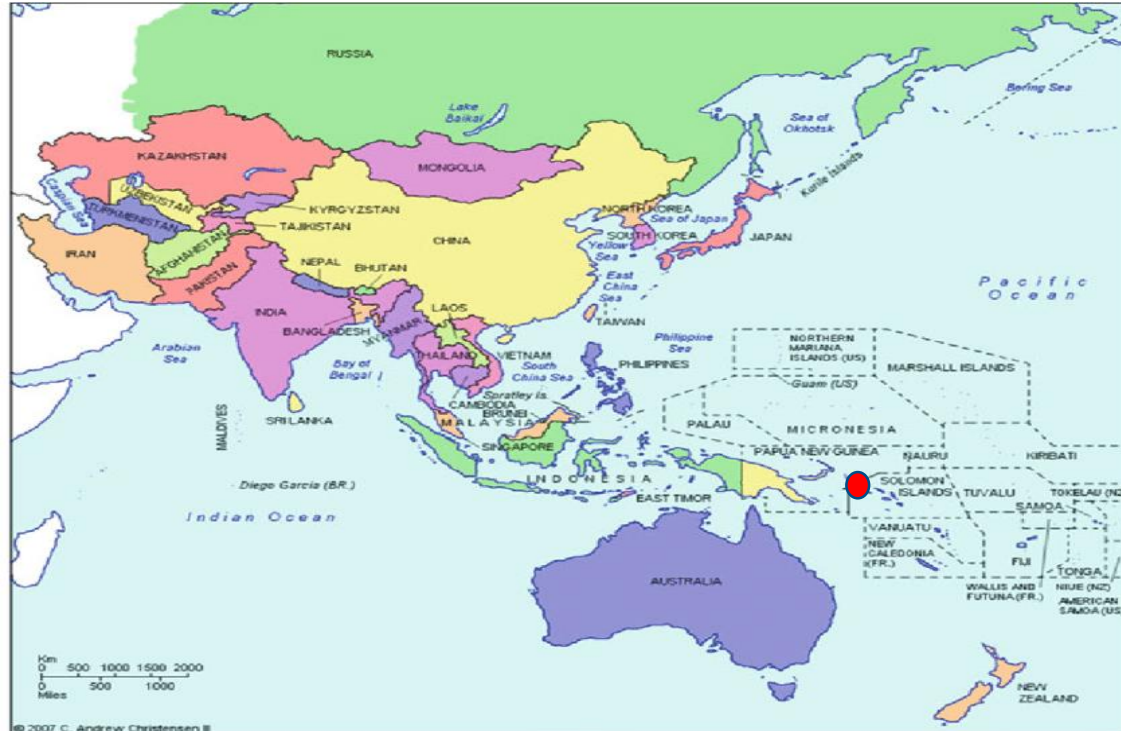 RUSSIA
Bering Sea
Lake
Baikal
Sea of
Okhotsk
KAZAKHSTAN
MONGOLIA
Kurile Islands
Caspian Sea
UZBEKISTAN
TURKMENISTAN
KYRGYZSTAN
TAJIKISTAN
NORTH KOREA
Sea of Japan
SOUTH KOREA
JAPAN
Yellow
Sea
IRAN
AFGHANISTAN
CHINA
PAKISTAN
NEPAL
BHUTAN
East
China
Sea
Pacific
Ocean
INDIA
LAOS
TAIWAN
BANGLADESH
MYANMAR
Arabian
Sea
Bay of
Bengal
THAILAND
VIETNAM
South
China Sea
Philippine
Sea
PHILIPPINES
NORTHERN
MARIANA
ISLANDS (US)
MARSHALL ISLANDS
Guam (US)
CAMBODIA
Spratley Is.
BRUNEI
MALAYSIA
SRI LANKA
MALDIVES
SINGAPORE
PALAU
MICRONESIA
PAPUA NEW GUINEA
NAURU
KIRIBATI
INDONESIA
Diego Garcia (BR.)
EAST TIMOR
SOLOMON
ISLANDS
TUVALU
TOKELAU (NZ
SAMOA
Indian Ocean
VANUATU
NEW
CALEDONIA
(FR.)
FIJI
TONGA
AUSTRALIA
WALLIS AND
FUTUNA (FR.)
NIUE (NZ)
AMERICAN
SAMOA (US
Km
0 500 1000 1500 2000
0 500 1000
Miles
NEW
ZEALAND
© 2007 C. Andrew Christensen II